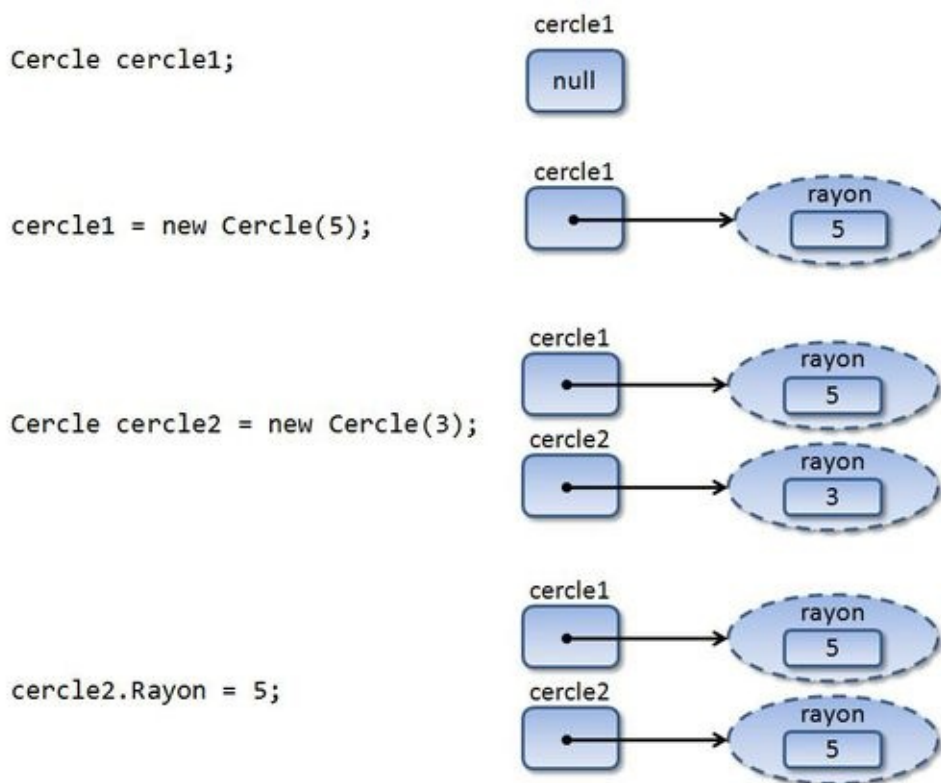 cercle1
Cercle cercle1;
null
cercle1
rayon
cercle1 = new Cercle(5);
5
cercle1
rayon
5
Cercle cercle2 = new Cercle(3);
cercle2
rayon
3
cercle1
rayon
5
cercle2.Rayon = 5;
cercle2
rayon
5